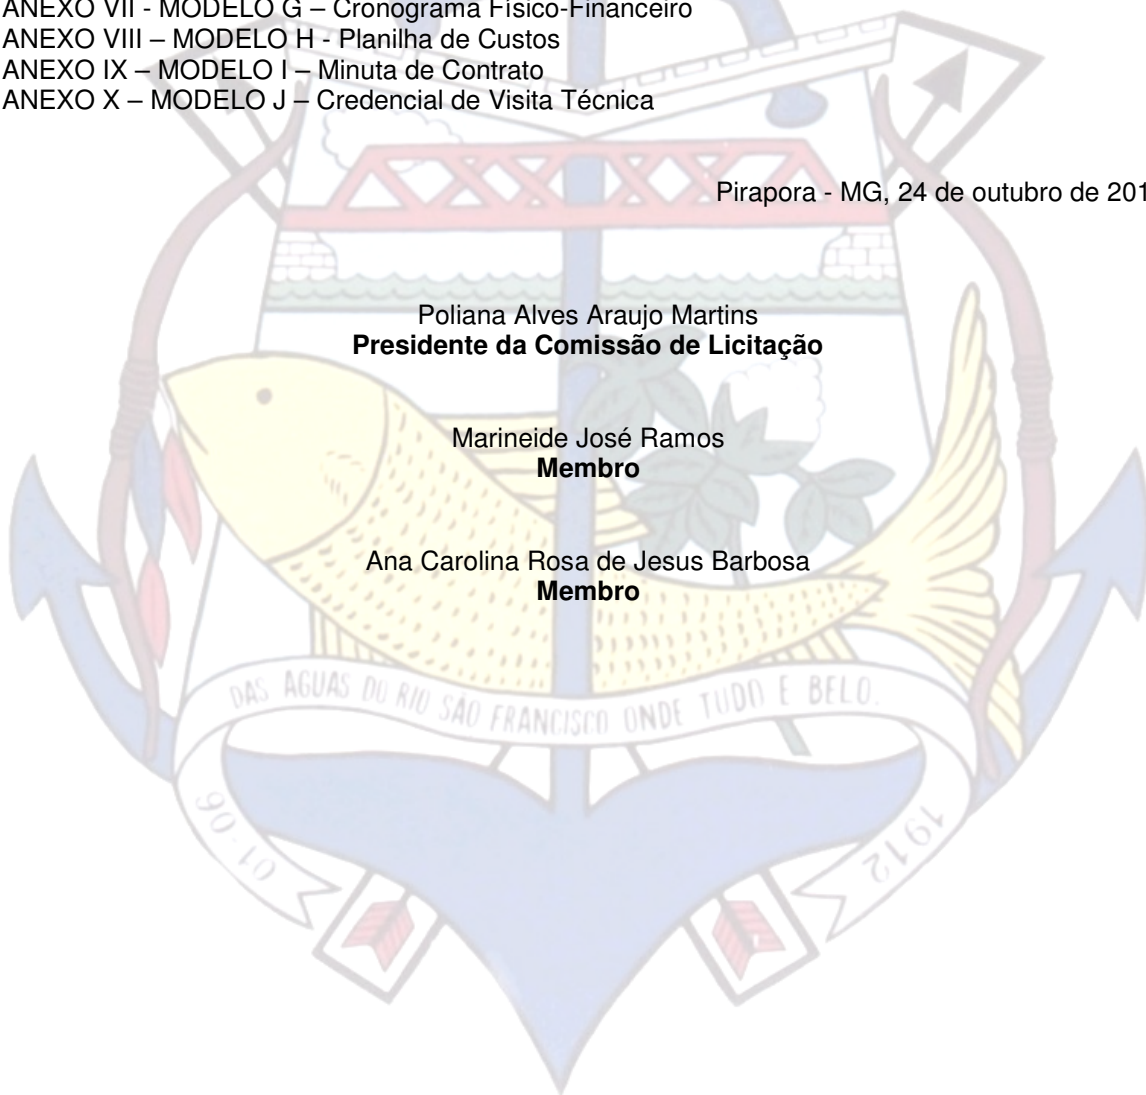 ANEXO VII - MODELO G – Cronograma Físico-Financeiro
ANEXO VIII – MODELO H - Planilha de Custos
ANEXO IX – MODELO I – Minuta de Contrato
ANEXO X – MODELO J – Credencial de Visita Técnica
Pirapora - MG, 24 de outubro de 201
Poliana Alves Araujo Martins
Presidente da Comissão de Licitação
Marineide José Ramos
Membro
Ana Carolina Rosa de Jesus Barbosa
Membro
DAS AGUAS DO RIO SÃO FRANCISCO ONDE TUDO E BELO.
01-06
1912